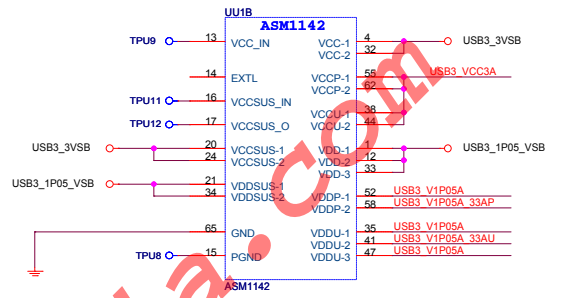 UU1B
ASM1142
TPU9 13 VCC_IN VCC-1 4 USB3_3VSB
VCC-2 32
14 EXTL VCCP-1 55 USB3_VCC3A
VCCP-2 62
TPU11 16 VCCSUS_IN VCCU-1 38
TPU12 17 VCCSUS_O VCCU-2 44
USB3_3VSB 20 VCCSUS-1 VDD-1 1 USB3_1P05_VSB
24 VCCSUS-2 VDD-2 12
VDD-3 33
USB3_1P05_VSB 21 VDDSUS-1
34 VDDSUS-2 VDDP-1 52 USB3_V1P05A
VDDP-2 58 USB3_V1P05A_33AP
65 GND VDDU-1 35 USB3_V1P05A
VDDU-2 41 USB3_V1P05A_33AU
TPU8 15 PGND VDDU-3 47 USB3_V1P05A
ASM1142
a.com